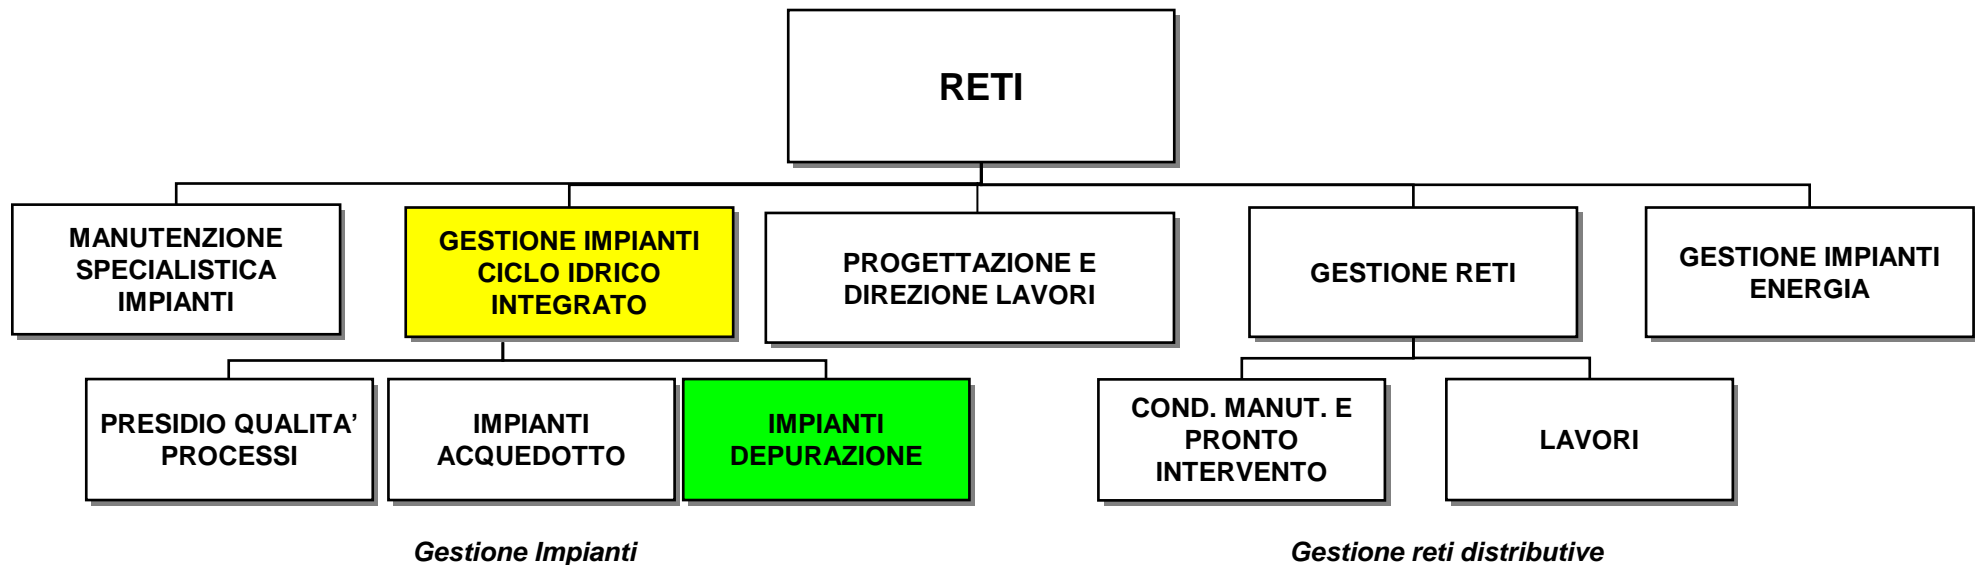 RETI
MANUTENZIONE
SPECIALISTICA
IMPIANTI
GESTIONE IMPIANTI
CICLO IDRICO
INTEGRATO
PROGETTAZIONE E
DIREZIONE LAVORI
GESTIONE RETI
GESTIONE IMPIANTI
ENERGIA
PRESIDIO QUALITA’
PROCESSI
IMPIANTI
ACQUEDOTTO
IMPIANTI
DEPURAZIONE
COND. MANUT. E
PRONTO
INTERVENTO
LAVORI
Gestione Impianti
Gestione reti distributive